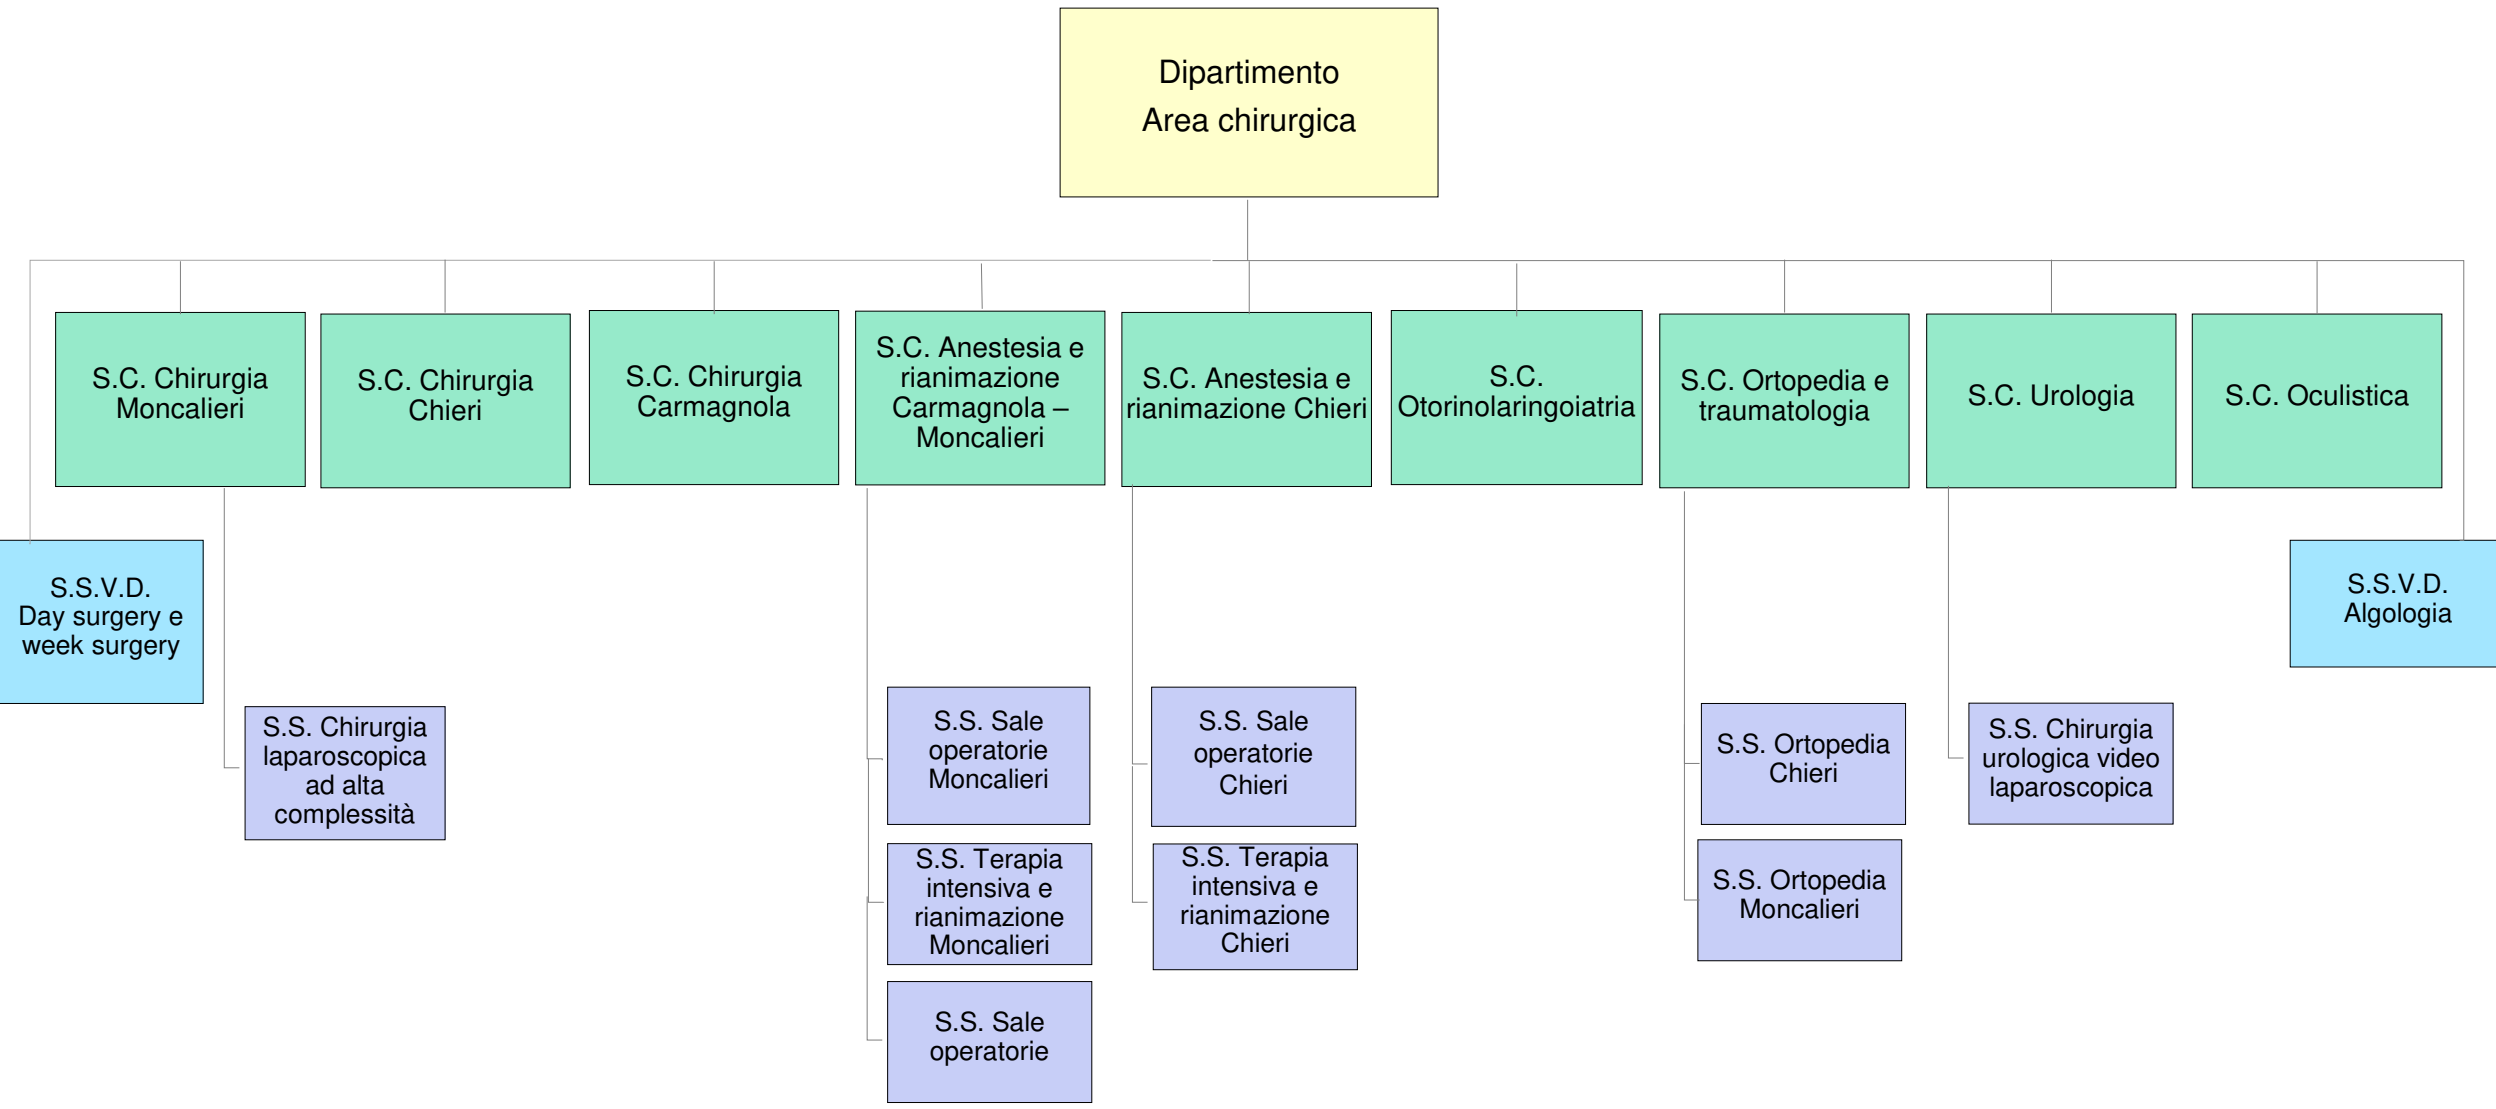 Dipartimento
Area chirurgica
S.C. Chirurgia
Moncalieri
S.C. Chirurgia
Chieri
S.C. Chirurgia
Carmagnola
S.C. Anestesia e
rianimazione
Carmagnola –
Moncalieri
S.C. Anestesia e
rianimazione Chieri
S.C.
Otorinolaringoiatria
S.C. Ortopedia e
traumatologia
S.C. Urologia
S.C. Oculistica
S.S.V.D.
Day surgery e
week surgery
S.S.V.D.
Algologia
S.S. Chirurgia
laparoscopica
ad alta
complessità
S.S. Sale
operatorie
Moncalieri
S.S. Terapia
intensiva e
rianimazione
Moncalieri
S.S. Sale
operatorie
S.S. Sale
operatorie
Chieri
S.S. Terapia
intensiva e
rianimazione
Chieri
S.S. Ortopedia
Chieri
S.S. Ortopedia
Moncalieri
S.S. Chirurgia
urologica video
laparoscopica